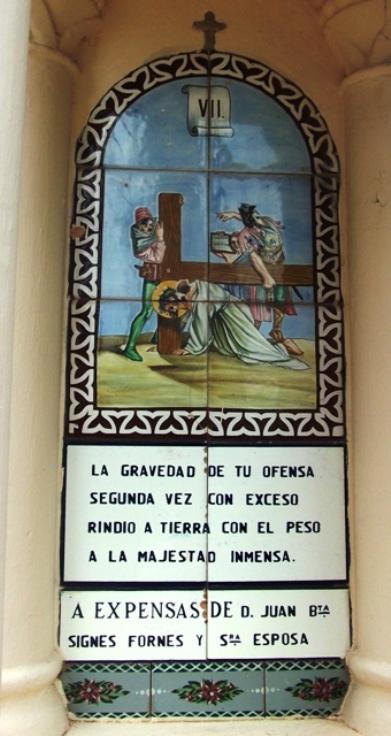 VII.
LA GRAVEDAD DE TU OFENSA
SEGUNDA VEZ CON EXCESO
RINDIO A TIERRA CON EL PESO
A LA MAJESTAD INMENSA.
A EXPENSAS DE D. JUAN BTA
SIGNES FORNES Y SRA ESPOSA